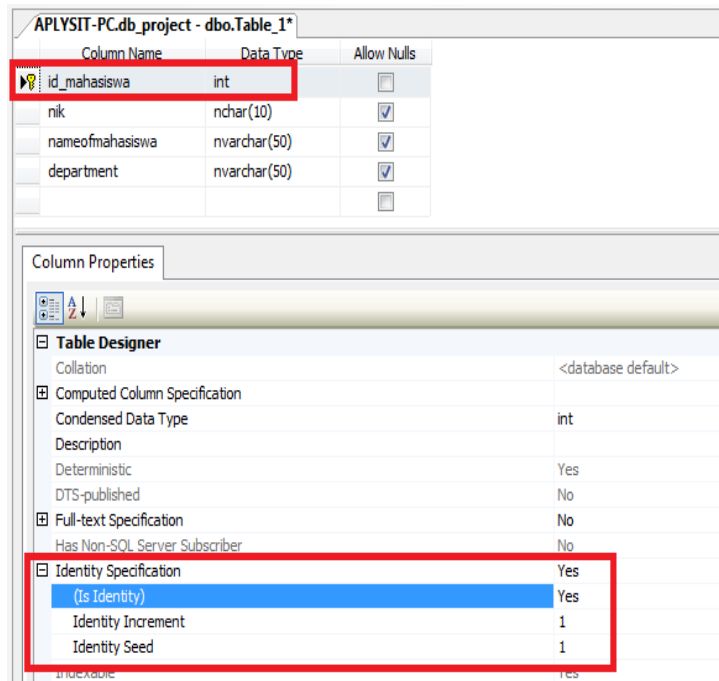 APLYSIT-PC.db_project - dbo.Table_1*
Column Name Data Type Allow Nulls
id_mahasiswa int
nik nchar(10)
nameofmahasiswa nvarchar(50)
department nvarchar(50)
Column Properties
A Z
Table Designer
Collation <database default>
Computed Column Specification
Condensed Data Type int
Description
Deterministic Yes
DTS-published No
Full-text Specification No
Has Non-SQL Server Subscriber No
Identity Specification Yes
(Is Identity) Yes
Identity Increment 1
Identity Seed 1
Indexable Yes